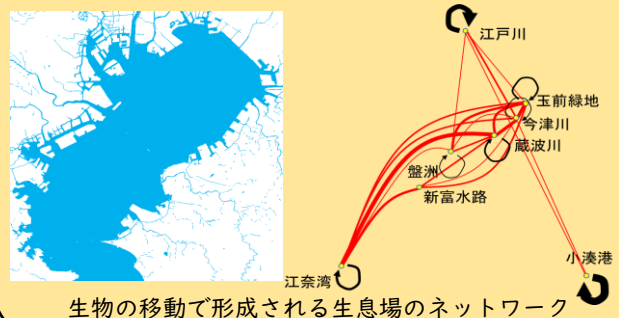 江戸川
玉前緑地
今津川
蔵波川
盤洲
新富水路
小湊港
江奈湾
生物の移動で形成される生息場のネットワーク